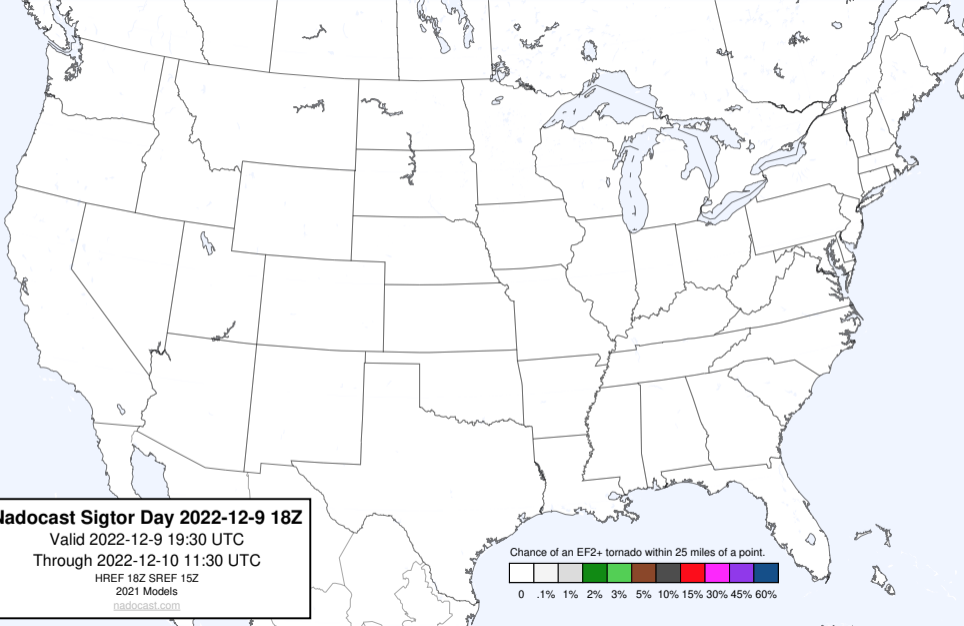 Nadocast Sigtor Day 2022-12-9 18Z
Valid 2022-12-9 19:30 UTC
Through 2022-12-10 11:30 UTC
HREF 18Z SREF 15Z
2021 Models
nadocast.com
Chance of an EF2+ tornado within 25 miles of a point.
0 .1% 1% 2% 3% 5% 10% 15% 30% 45% 60%